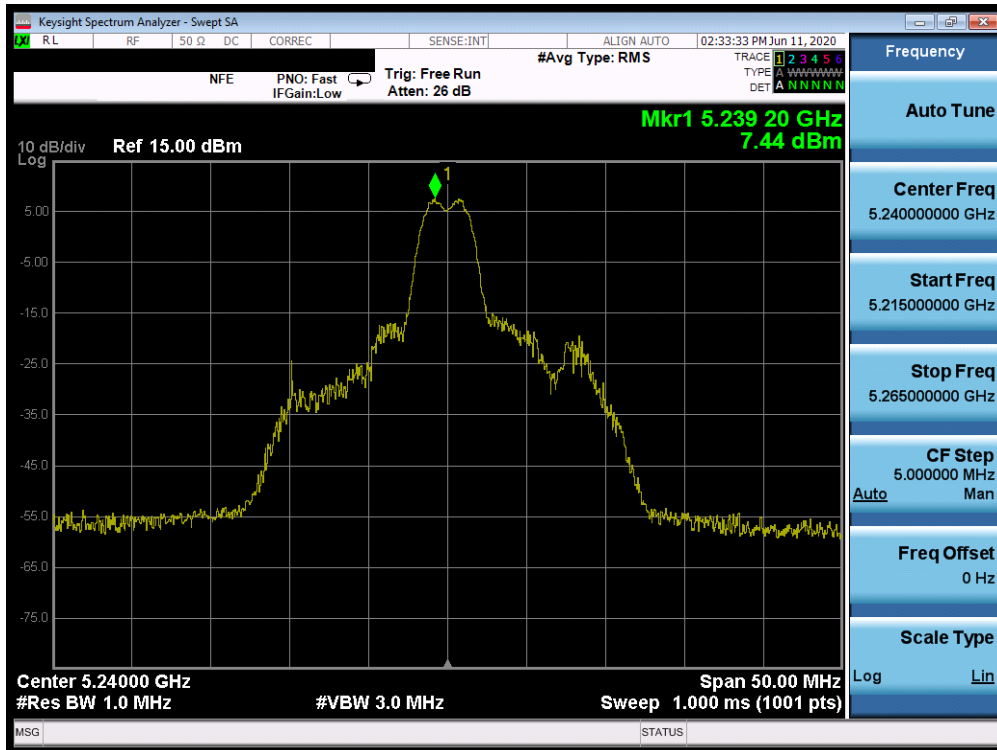 Keysight Spectrum Analyzer - Swept SA
LXI RL RF 50 Ω DC CORREC SENSE:INT ALIGN AUTO 02:33:33 PM Jun 11, 2020
Frequency
NFE PNO: Fast Trig: Free Run #Avg Type: RMS TRACE 1 2 3 4 5 6
IFGain:Low Atten: 26 dB TYPE A WWWWW
DET A N N N N N
Auto Tune
Mkr1 5.239 20 GHz
7.44 dBm
10 dB/div Ref 15.00 dBm
Log
1
5.00
-5.00
-15.0
-25.0
-35.0
-45.0
-55.0
-65.0
-75.0
Center Freq
5.240000000 GHz
Start Freq
5.215000000 GHz
Stop Freq
5.265000000 GHz
CF Step
5.000000 MHz
Auto Man
Freq Offset
0 Hz
Scale Type
Log Lin
Center 5.24000 GHz Span 50.00 MHz
#Res BW 1.0 MHz #VBW 3.0 MHz Sweep 1.000 ms (1001 pts)
MSG STATUS